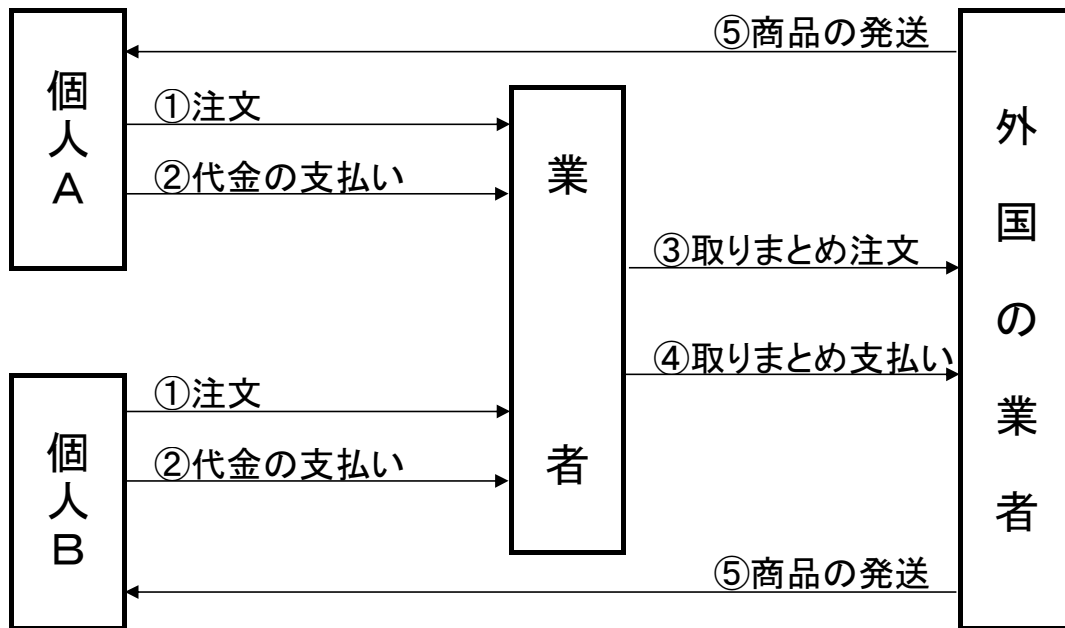 ⑤商品の発送
個人A
①注文
②代金の支払い
業者
外国の業者
③取りまとめ注文
④取りまとめ支払い
個人B
①注文
②代金の支払い
⑤商品の発送